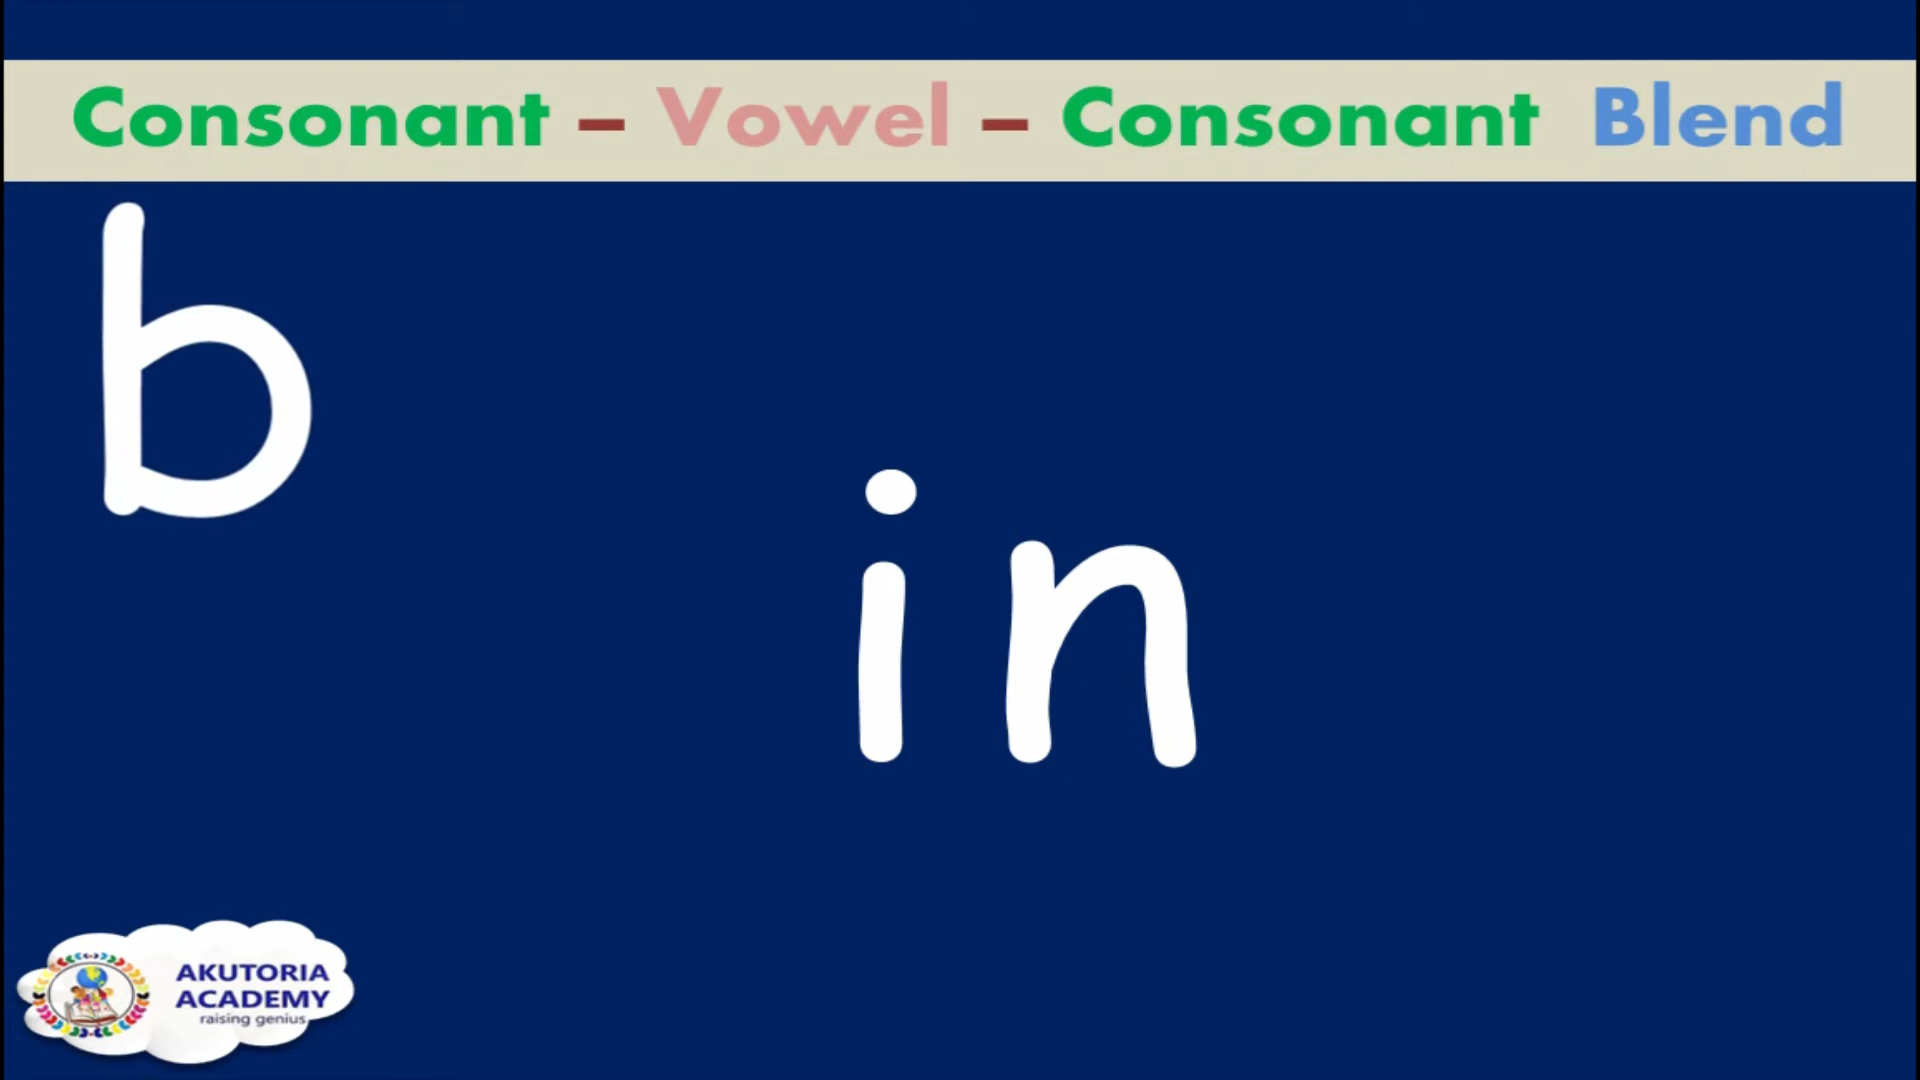 Consonant – Vowel – Consonant Blend
b
in
AKUTORIA
ACADEMY
raising genius